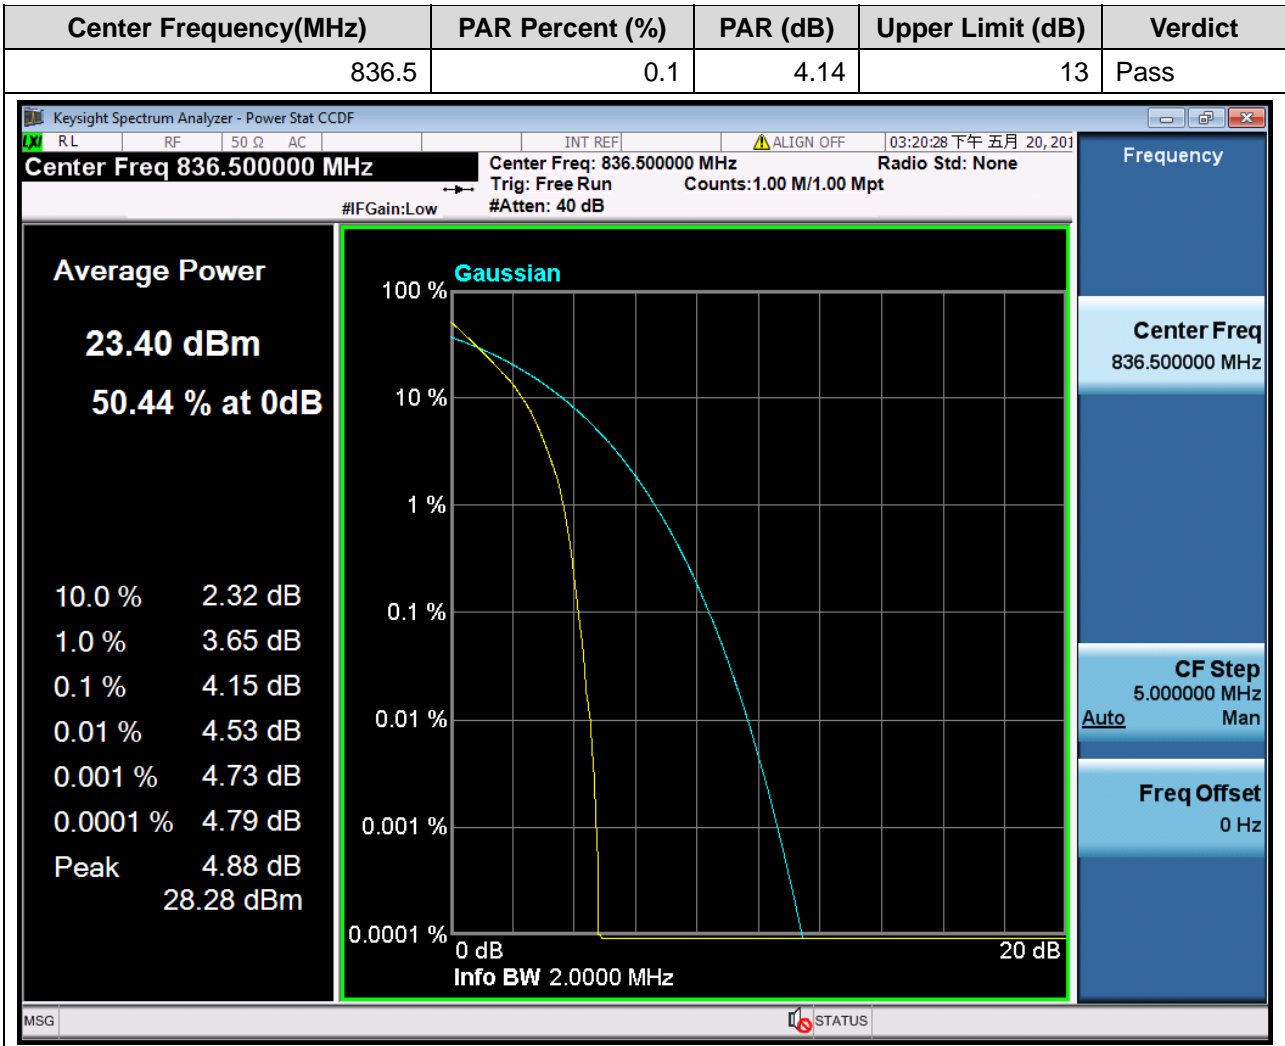 Center Frequency(MHz) PAR Percent (%) PAR (dB) Upper Limit (dB) Verdict
836.5 0.1 4.14 13 Pass
Keysight Spectrum Analyzer - Power Stat CCDF
LXI RL RF 50 Ω AC INT REF ALIGN OFF 03:20:28 下午 五月 20, 201
Center Freq 836.500000 MHz
Center Freq: 836.500000 MHz Radio Std: None
Trig: Free Run Counts:1.00 M/1.00 Mpt
#IFGain:Low #Atten: 40 dB
Average Power
23.40 dBm
50.44 % at 0dB
10.0 % 2.32 dB
1.0 % 3.65 dB
0.1 % 4.15 dB
0.01 % 4.53 dB
0.001 % 4.73 dB
0.0001 % 4.79 dB
Peak 4.88 dB
28.28 dBm
Gaussian
100 %
10 %
1 %
0.1 %
0.01 %
0.001 %
0.0001 %
0 dB 20 dB
Info BW 2.0000 MHz
Frequency
Center Freq
836.500000 MHz
CF Step
5.000000 MHz
Auto Man
Freq Offset
0 Hz
MSG STATUS